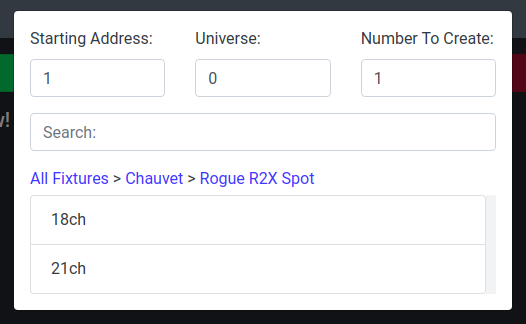 Starting Address: Universe: Number To Create:
1 0 1
Search:
All Fixtures > Chauvet > Rogue R2X Spot
18ch
21ch